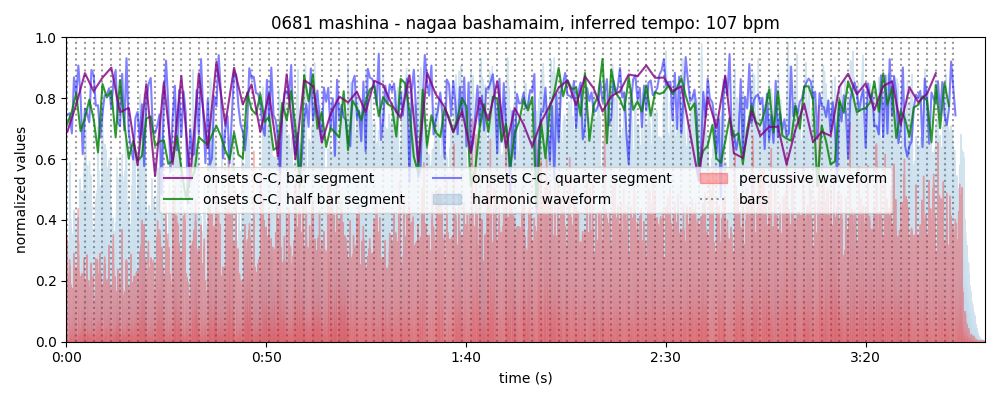 0681 mashina - nagaa bashamaim, inferred tempo: 107 bpm
normalized values
1.0
0.8
0.6
0.4
0.2
0.0
onsets C-C, bar segment
onsets C-C, half bar segment
onsets C-C, quarter segment
harmonic waveform
percussive waveform
bars
0:00 0:50 1:40 2:30 3:20
time (s)